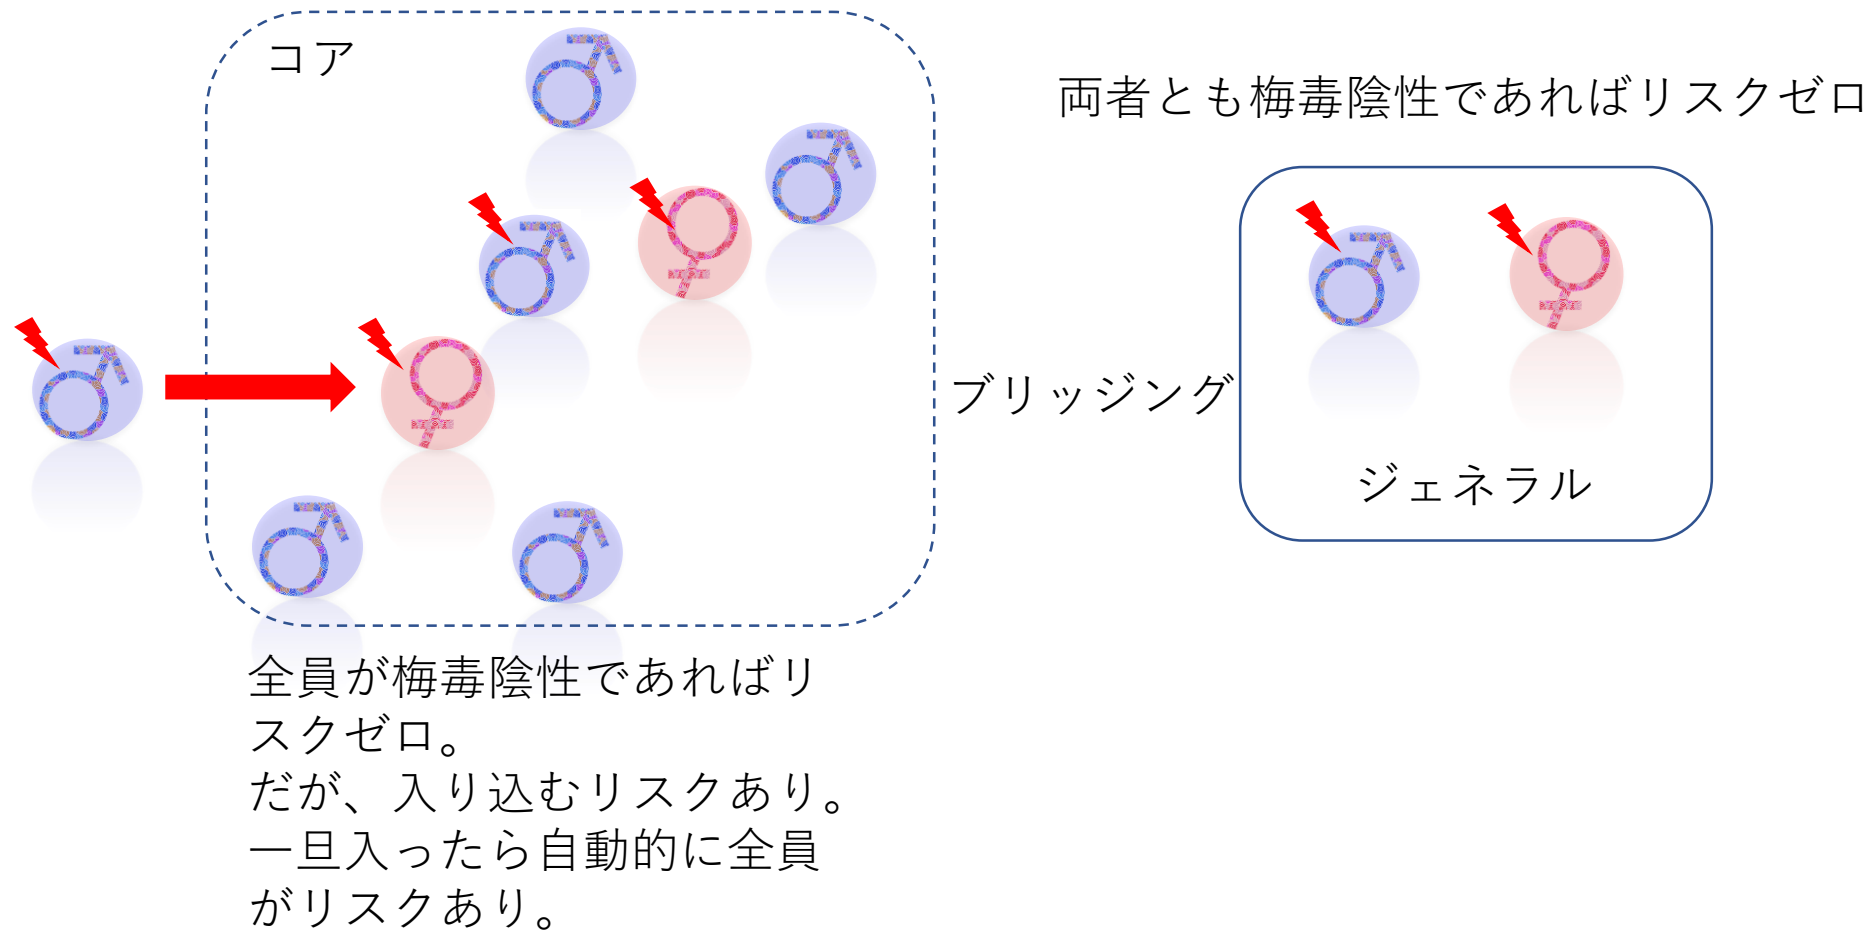 コア
両者とも梅毒陰性であればリスクゼロ
ブリッジング
ジェネラル
全員が梅毒陰性であればリ
スクゼロ。
だが、入り込むリスクあり。
一旦入ったら自動的に全員
がリスクあり。